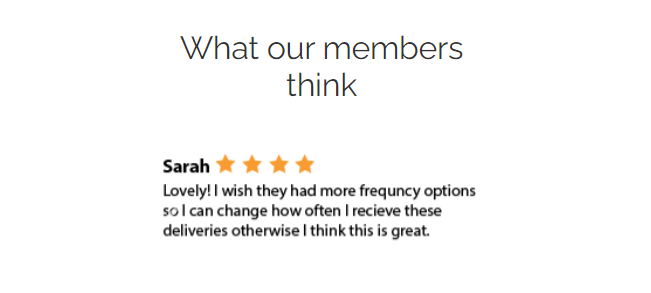 What our members
think
Sarah
Lovely! I wish they had more frequncy options
so I can change how often I recieve these
deliveries otherwise I think this is great.